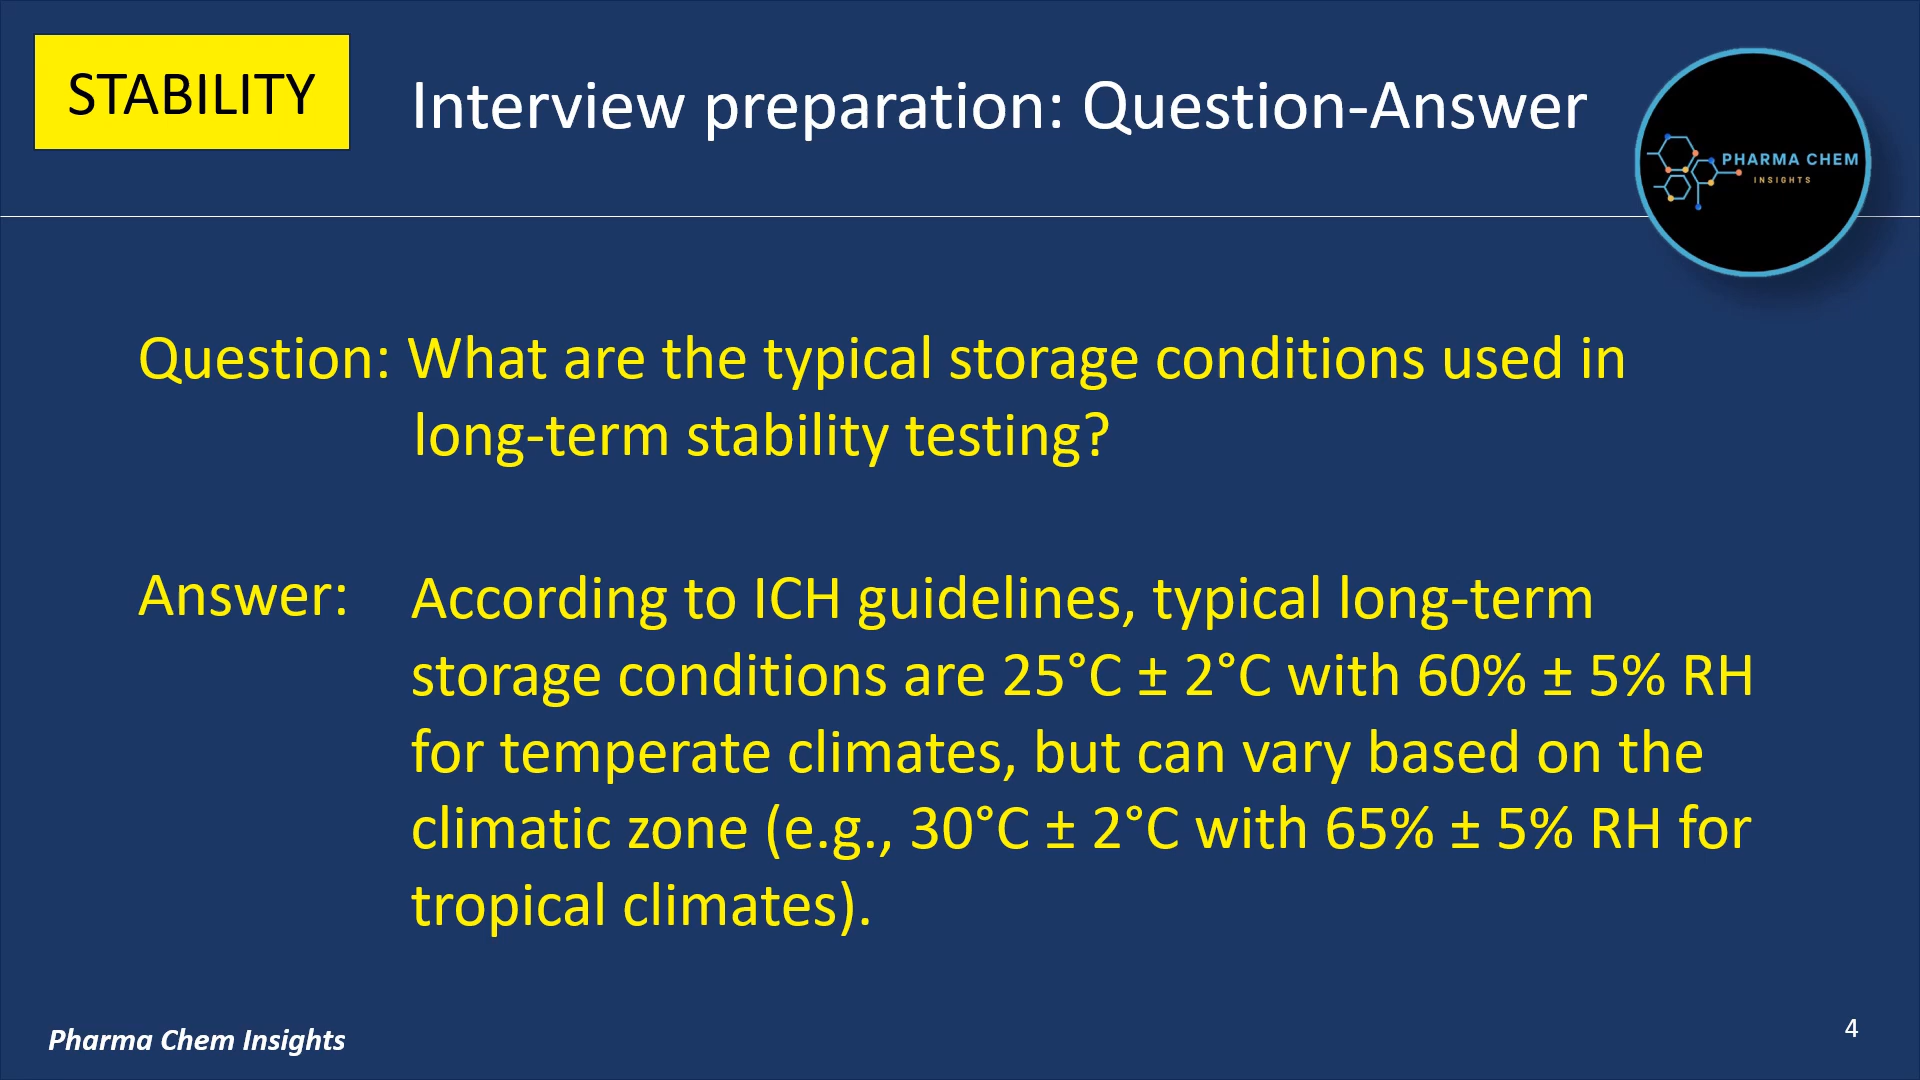 STABILITY
Interview preparation: Question-Answer
PHARMA CHEM
INSIGHTS
Question: What are the typical storage conditions used in
long-term stability testing?
Answer: According to ICH guidelines, typical long-term
storage conditions are 25°C ± 2°C with 60% ± 5% RH
for temperate climates, but can vary based on the
climatic zone (e.g., 30°C ± 2°C with 65% ± 5% RH for
tropical climates).
Pharma Chem Insights
4